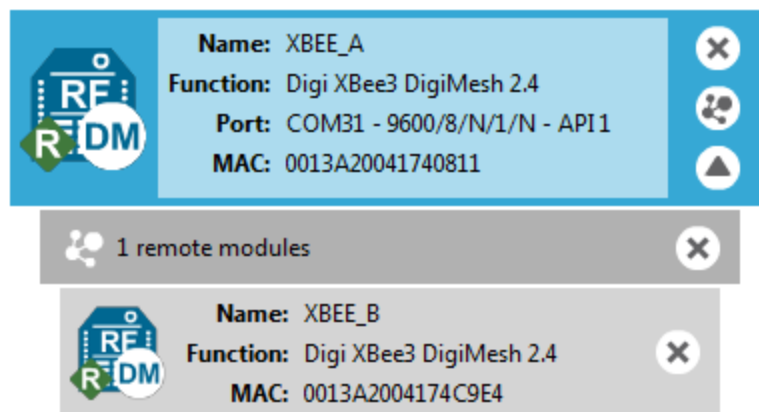 Name: XBEE_A
Function: Digi XBee3 DigiMesh 2.4
Port: COM31 - 9600/8/N/1/N - API 1
MAC: 0013A20041740811
RF
R DM
1 remote modules
Name: XBEE_B
Function: Digi XBee3 DigiMesh 2.4
MAC: 0013A2004174C9E4
RF
R DM